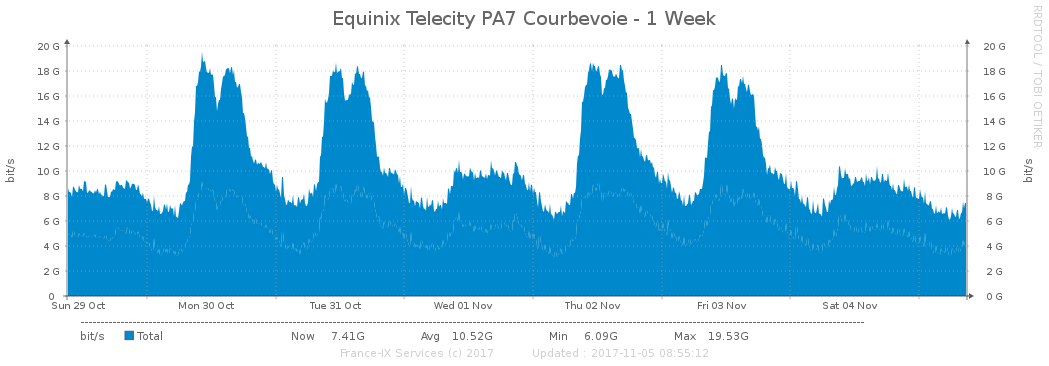 Equinix Telecity PA7 Courbevoie - 1 Week
RRDTOOL / TOBI OETIKER
bit/s
20 G 20 G
18 G 18 G
16 G 16 G
14 G 14 G
12 G 12 G
10 G 10 G
8 G 8 G
6 G 6 G
4 G 4 G
2 G 2 G
0 0 G
bit/s
Sun 29 Oct Mon 30 Oct Tue 31 Oct Wed 01 Nov Thu 02 Nov Fri 03 Nov Sat 04 Nov
bit/s Total Now 7.41G Avg 10.52G Min 6.09G Max 19.53G
France-IX Services (c) 2017 Updated : 2017-11-05 08:55:12